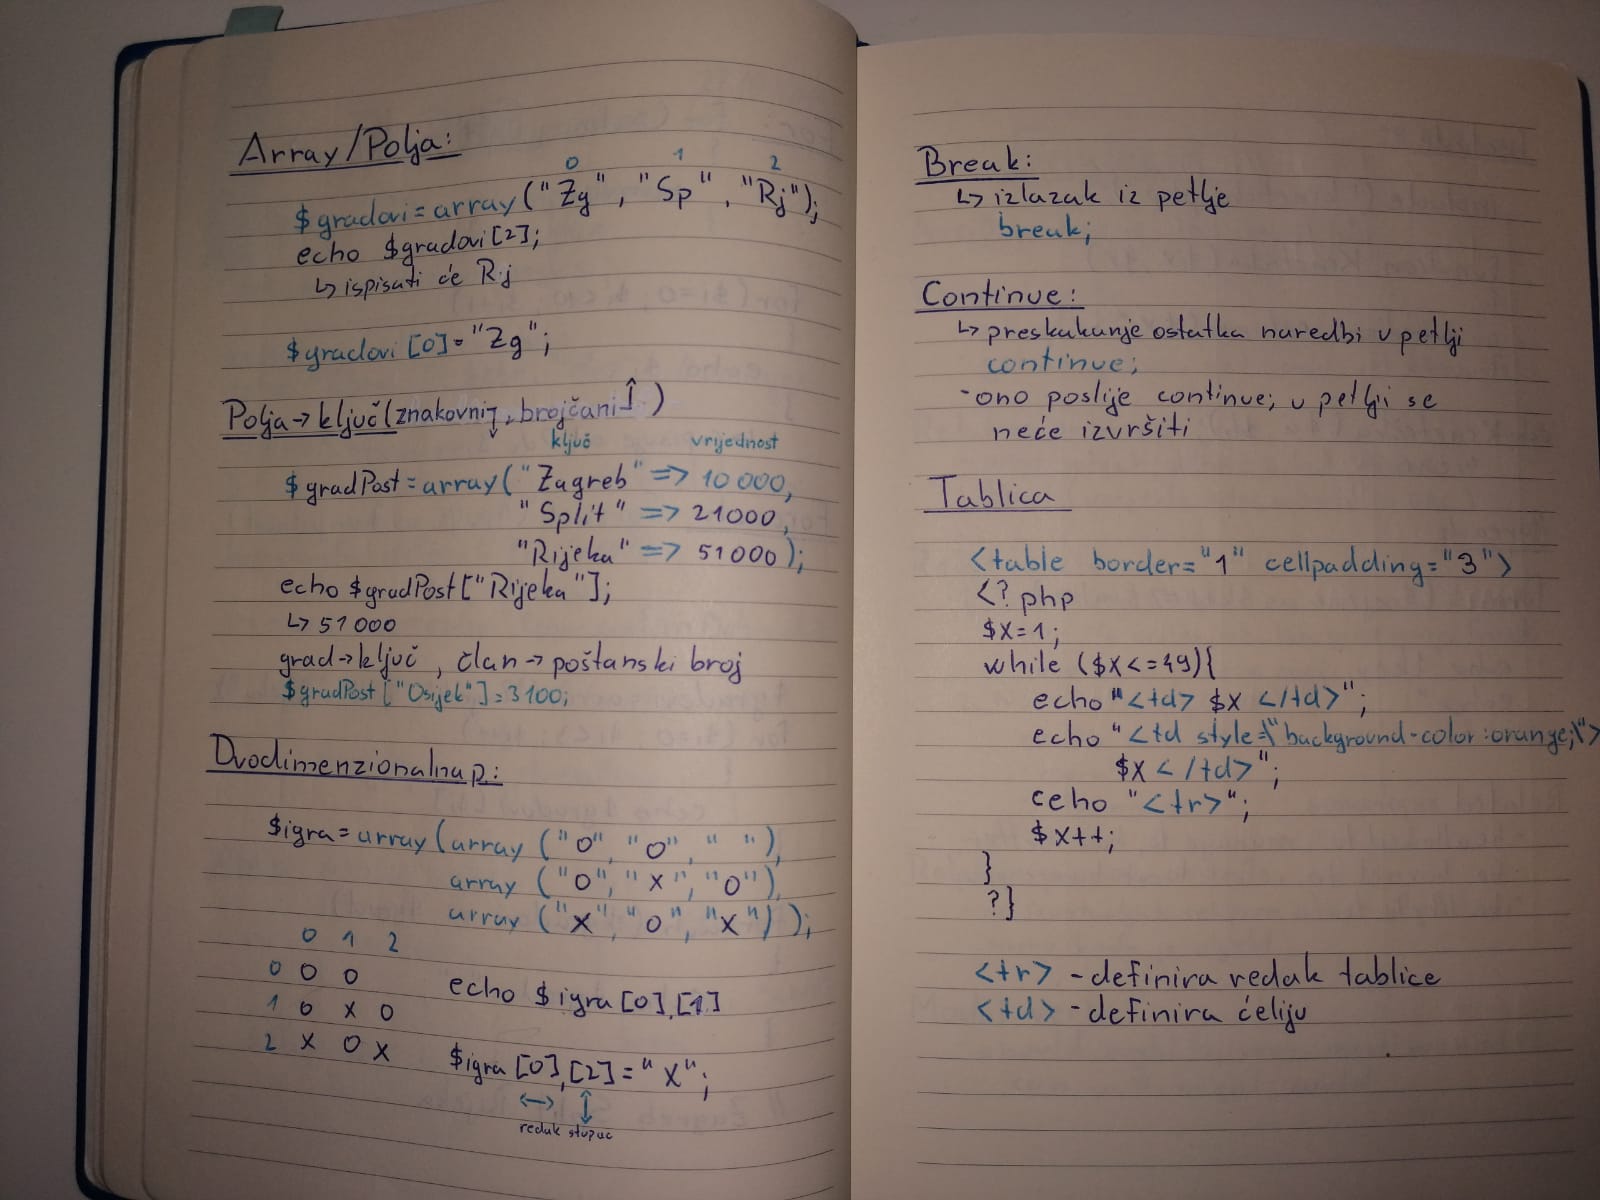 Array/Polja:
0 1 2
$gradovi=array("Zg", "Sp", "Rj");
echo $gradovi[2];
↳ ispisati će Rj
$gradovi[0]="Zg";
Polja→ključ(znakovni↓, brojčani↑)
ključ vrijednost
$gradPost=array("Zagreb" => 10 000,
"Split" => 21000,
"Rijeka" => 51000);
echo $gradPost["Rijeka"];
↳ 51 000
grad→ključ, član→poštanski broj
$gradPost["Osijek"]=3100;
Dvodimenzionalna p.:
$igra=array(array("O", "O", " "),
array ("O", "X", "O"),
array ("X", "O", "X") );
0 1 2
0 O O
1 O X O
2 X O X
echo $igra[0],[1]
$igra[0],[2]="X";
↔ ↕
redak stupac
Break:
↳ izlazak iz petlje
break;
Continue:
↳ preskakanje ostatka naredbi u petlji
continue;
-ono poslije continue; u petlji se
neće izvršiti
Tablica
<table border="1" cellpadding="3">
<?php
$x=1;
while ($x<=49){
echo "<td> $x </td>";
echo "<td style=\"background-color:orange;\">
$x </td>";
echo "<tr>";
$x++;
}
?}
<tr> -definira redak tablice
<td> -definira ćeliju